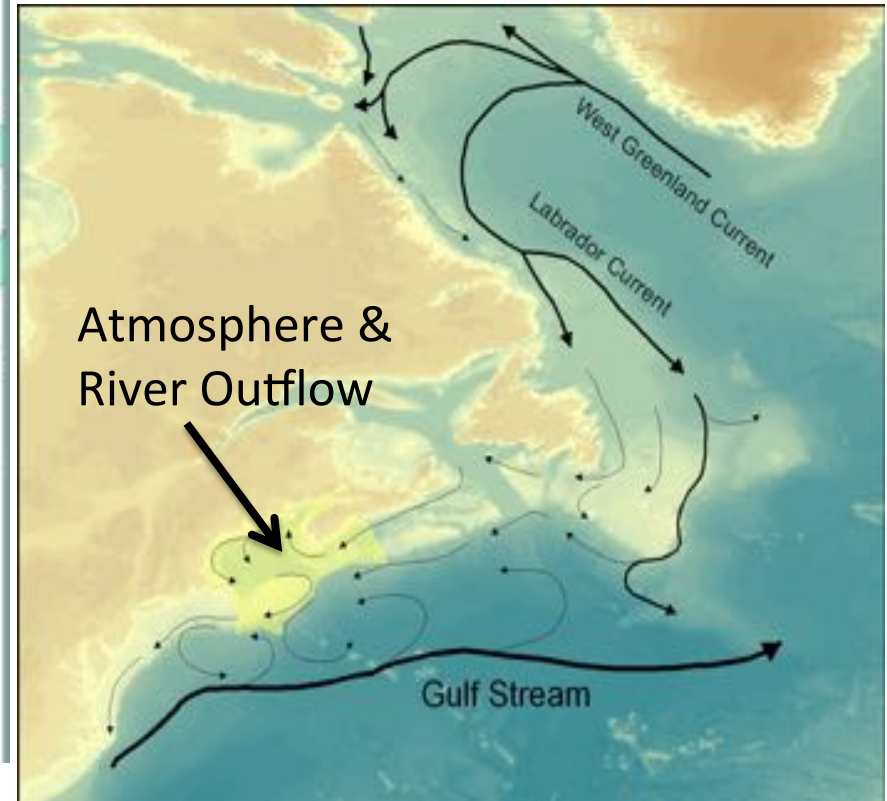 West Greenland Current
Labrador Current
Atmosphere &
River Outflow
Gulf Stream